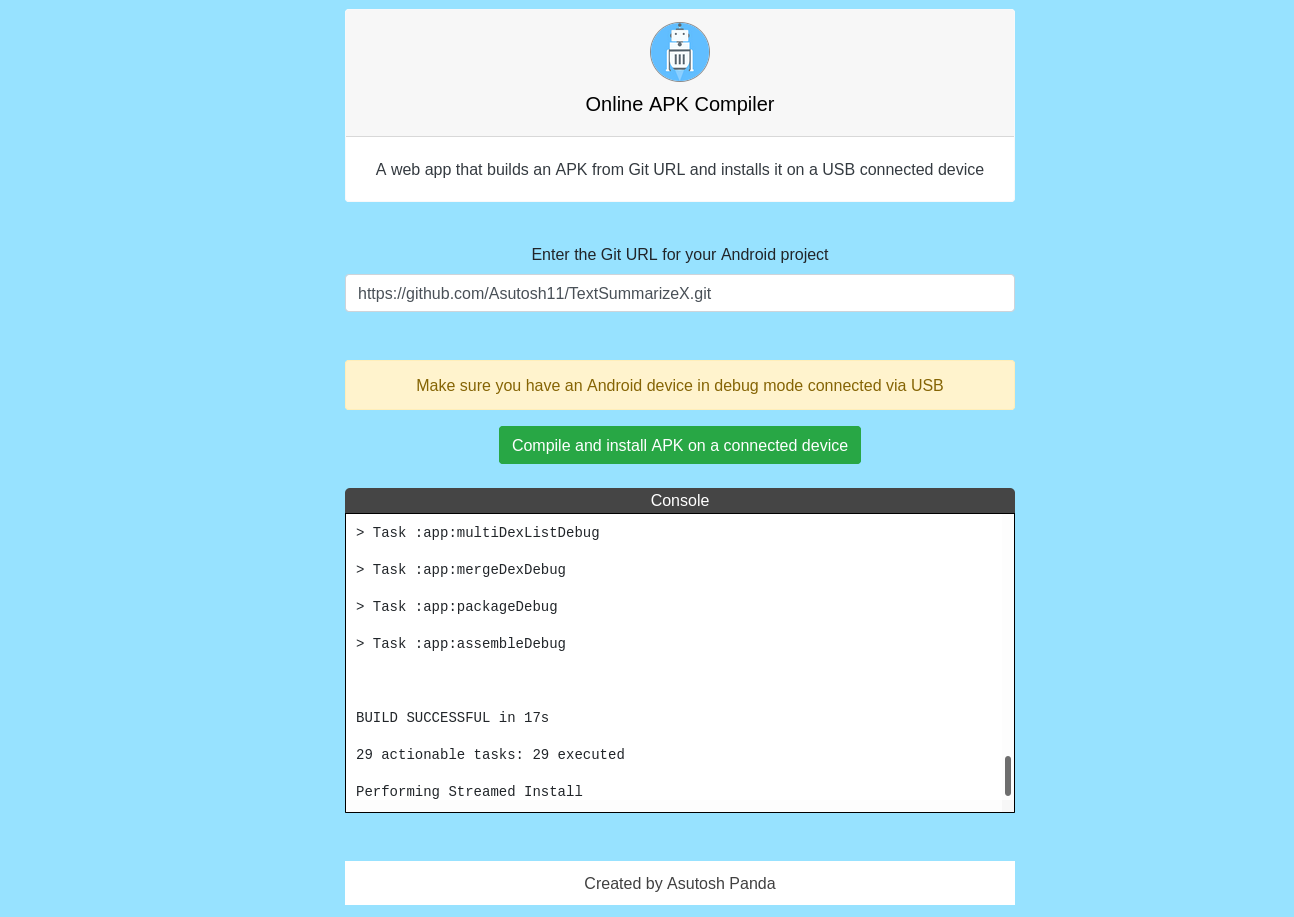 Online APK Compiler
A web app that builds an APK from Git URL and installs it on a USB connected device
Enter the Git URL for your Android project
https://github.com/Asutosh11/TextSummarizeX.git
Make sure you have an Android device in debug mode connected via USB
Compile and install APK on a connected device
Console
> Task :app:multiDexListDebug
> Task :app:mergeDexDebug
> Task :app:packageDebug
> Task :app:assembleDebug
BUILD SUCCESSFUL in 17s
29 actionable tasks: 29 executed
Performing Streamed Install
Created by Asutosh Panda